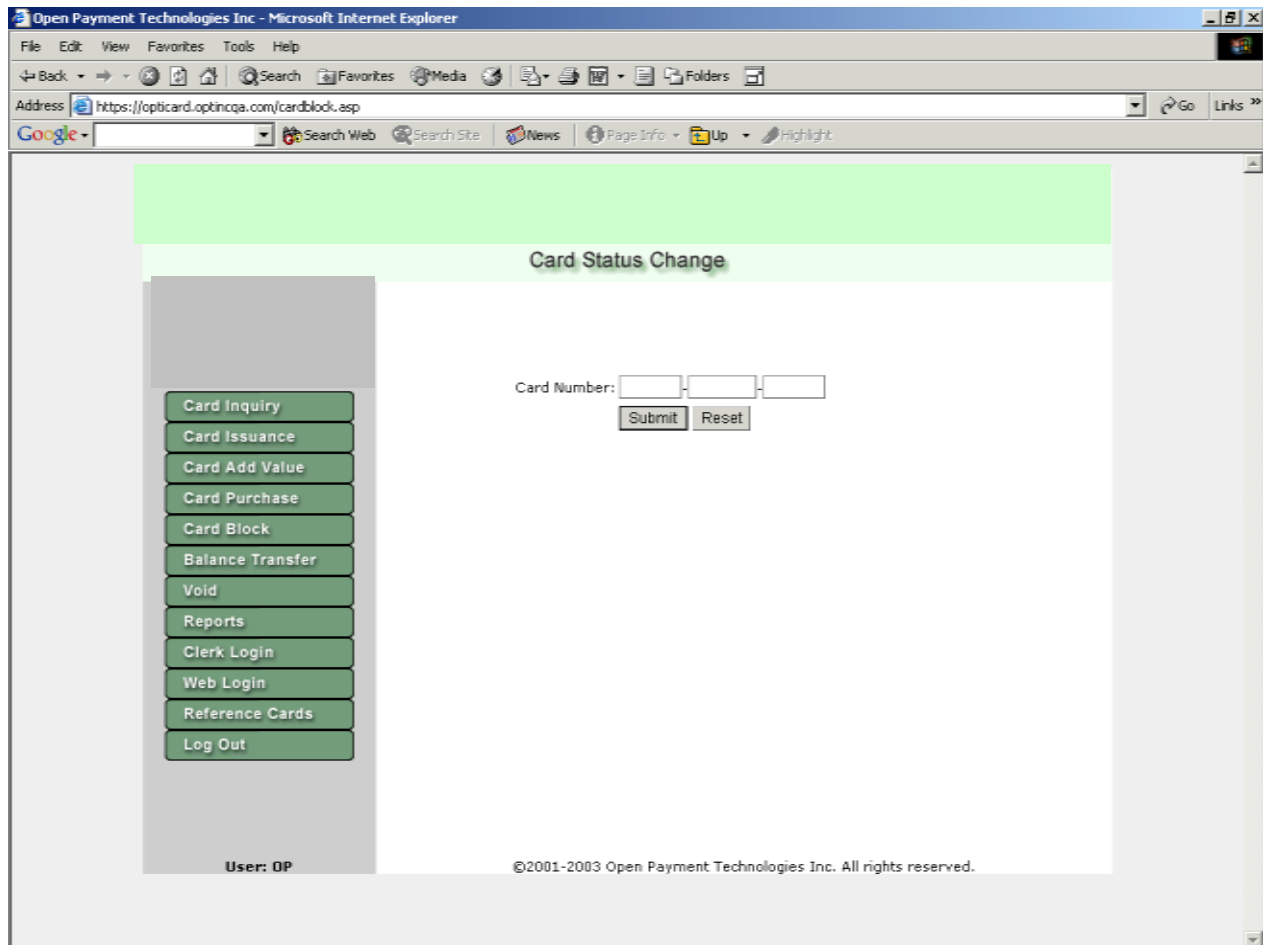 Open Payment Technologies Inc - Microsoft Internet Explorer
File Edit View Favorites Tools Help
Back Search Favorites Media Folders
Address https://opticard.optincqa.com/cardblock.asp Go Links »
Google Search Web Search Site News Page Info Up Highlight
Card Status Change
Card Number: - -
Submit Reset
Card Inquiry
Card Issuance
Card Add Value
Card Purchase
Card Block
Balance Transfer
Void
Reports
Clerk Login
Web Login
Reference Cards
Log Out
User: OP ©2001-2003 Open Payment Technologies Inc. All rights reserved.